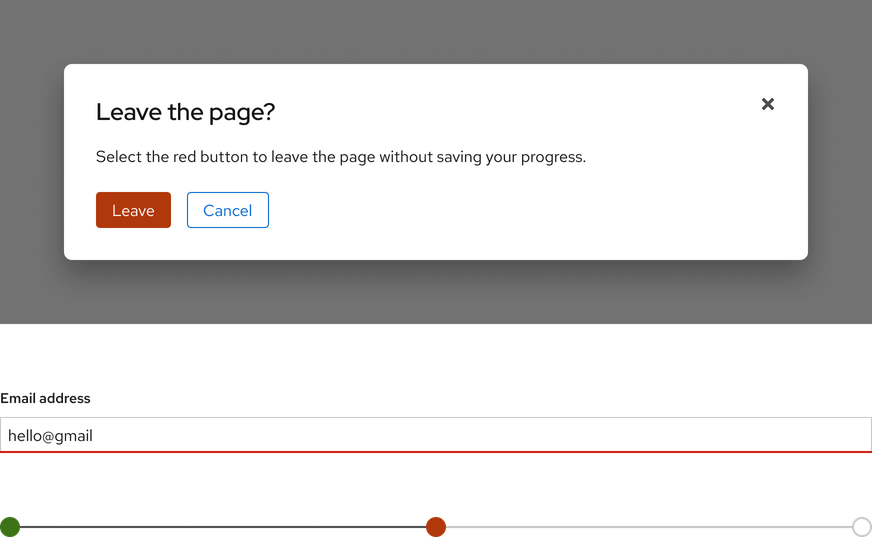 Leave the page?
Select the red button to leave the page without saving your progress.
Leave
Cancel
Email address
hello@gmail